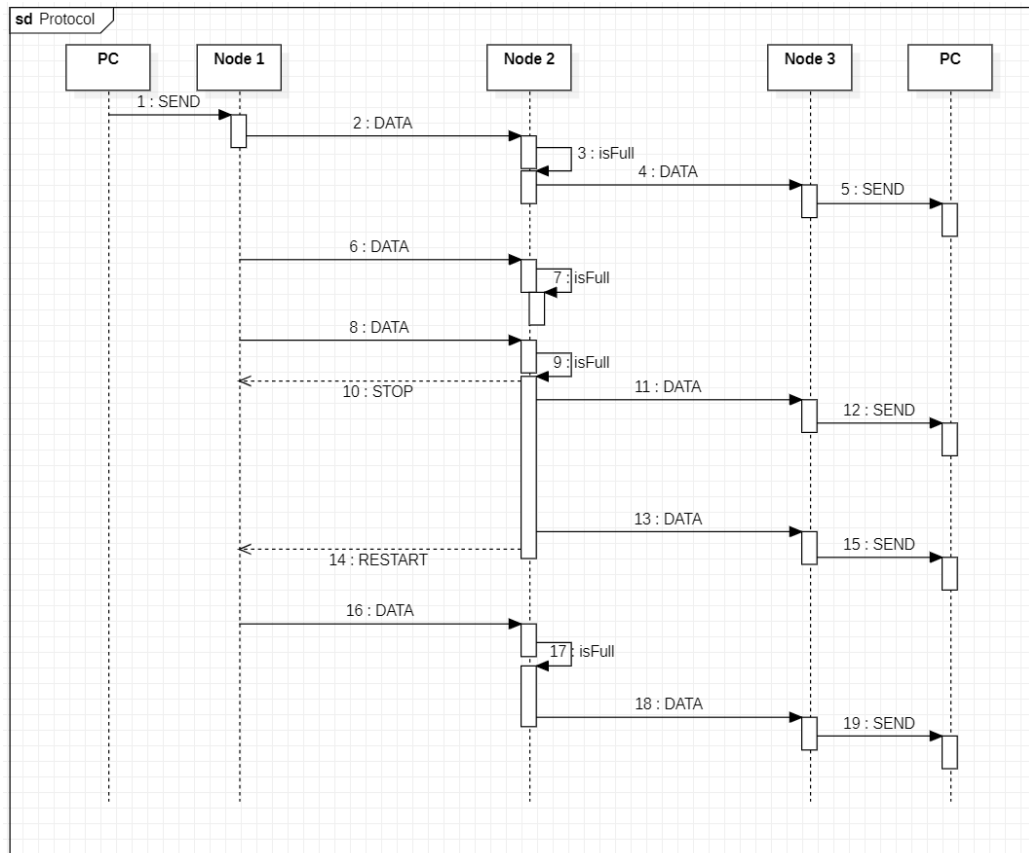 sd Protocol
PC
Node 1
Node 2
Node 3
PC
1 : SEND
2 : DATA
3 : isFull
4 : DATA
5 : SEND
6 : DATA
7 : isFull
8 : DATA
9 : isFull
10 : STOP
11 : DATA
12 : SEND
13 : DATA
14 : RESTART
15 : SEND
16 : DATA
17 : isFull
18 : DATA
19 : SEND